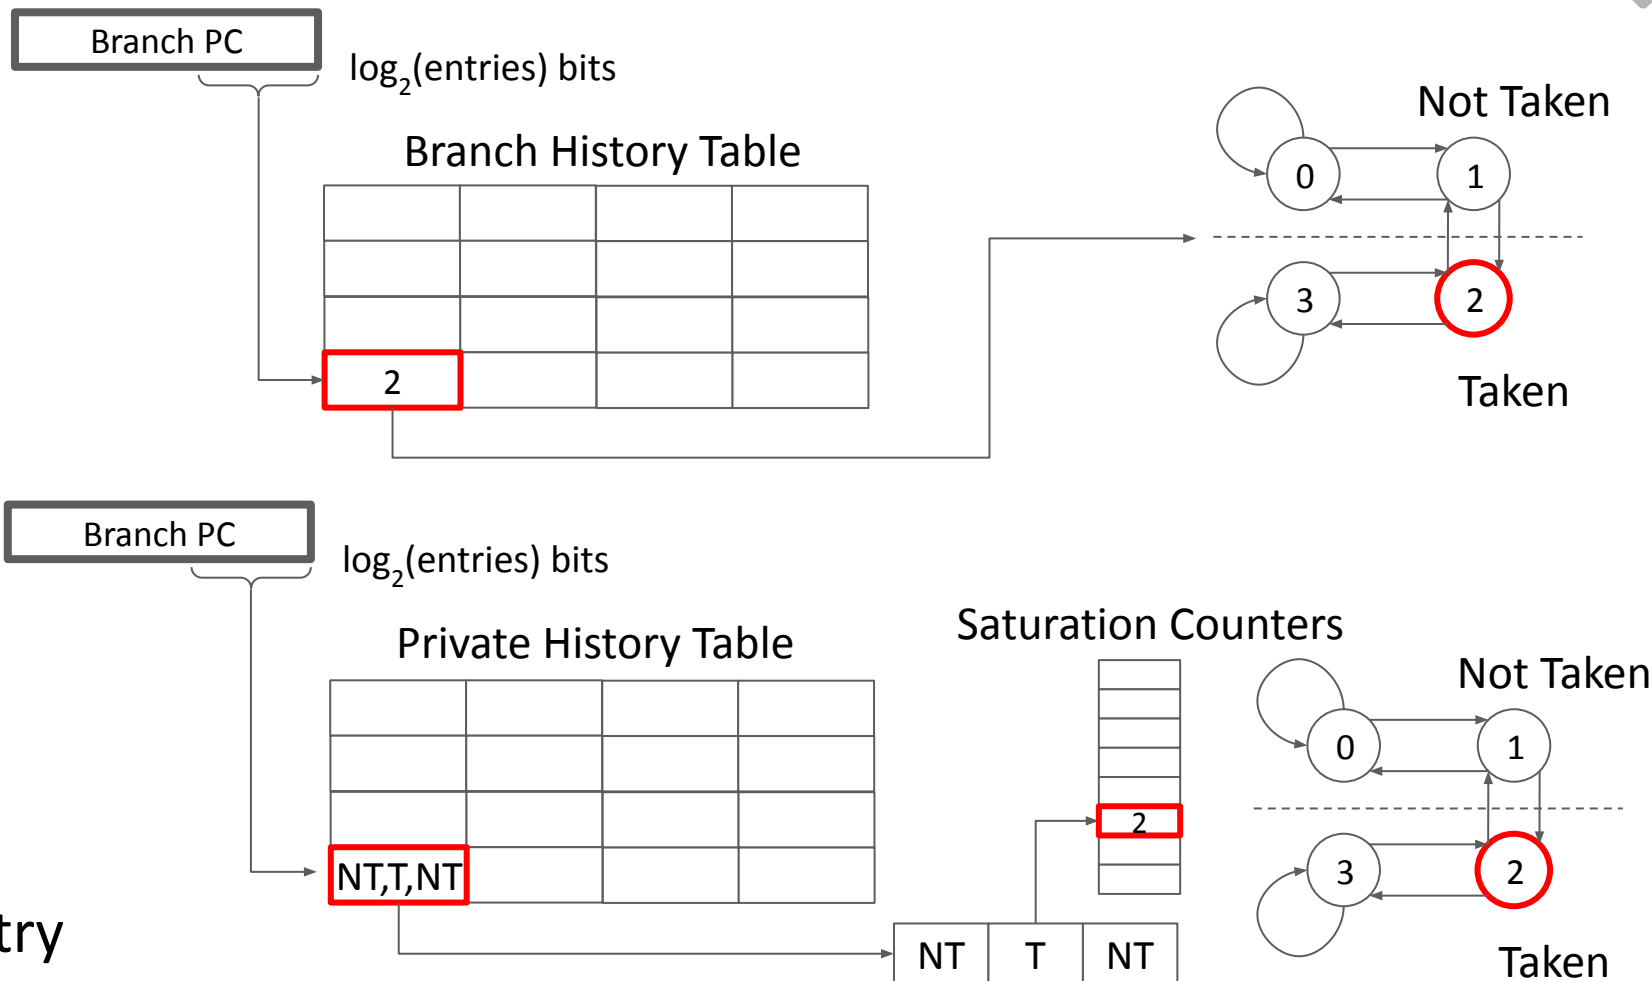 Branch PC
log2(entries) bits
Branch History Table
2
Not Taken
0
1
3
2
Taken
Branch PC
log2(entries) bits
Private History Table
NT,T,NT
Saturation Counters
2
NT T NT
Not Taken
0
1
3
2
Taken
try